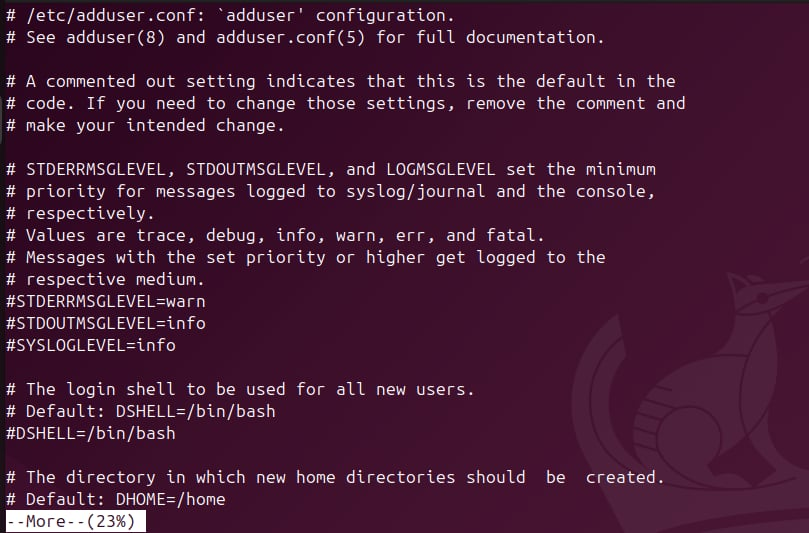 # /etc/adduser.conf: `adduser' configuration.
# See adduser(8) and adduser.conf(5) for full documentation.
# A commented out setting indicates that this is the default in the
# code. If you need to change those settings, remove the comment and
# make your intended change.
# STDERRMSGLEVEL, STDOUTMSGLEVEL, and LOGMSGLEVEL set the minimum
# priority for messages logged to syslog/journal and the console,
# respectively.
# Values are trace, debug, info, warn, err, and fatal.
# Messages with the set priority or higher get logged to the
# respective medium.
#STDERRMSGLEVEL=warn
#STDOUTMSGLEVEL=info
#SYSLOGLEVEL=info
# The login shell to be used for all new users.
# Default: DSHELL=/bin/bash
#DSHELL=/bin/bash
# The directory in which new home directories should  be  created.
# Default: DHOME=/home
--More--(23%)